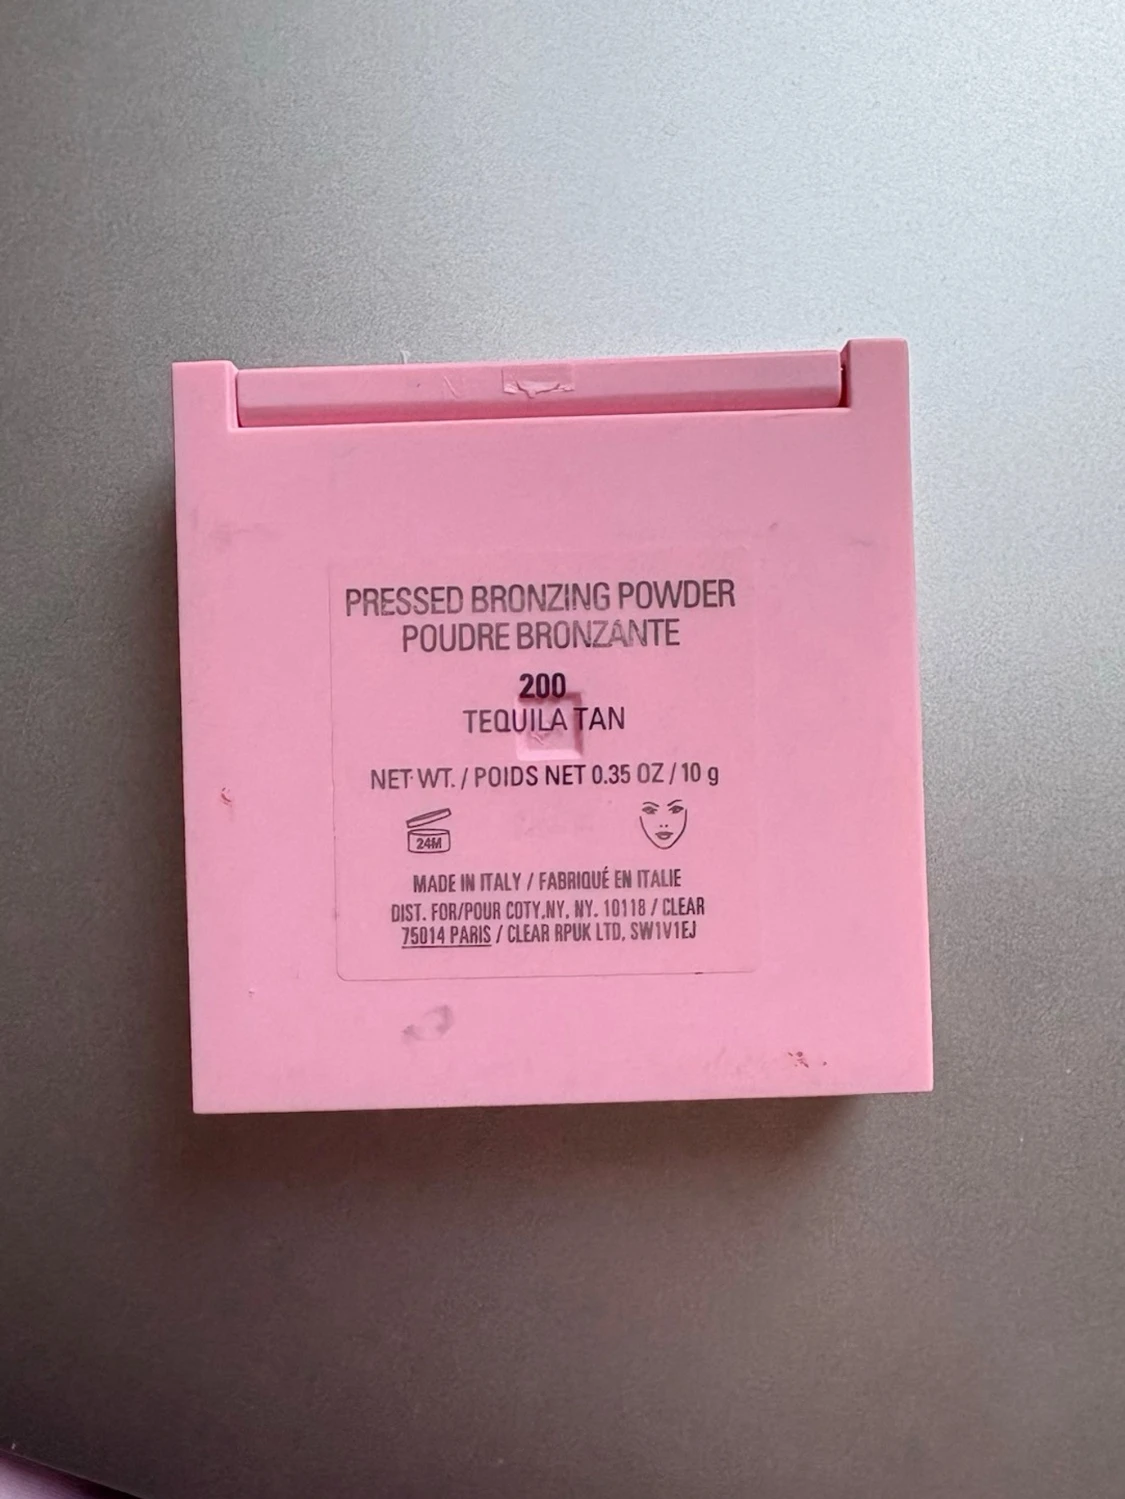 PRESSED BRONZING POWDER
POUDRE BRONZANTE
200
TEQUILA TAN
NET WT. / POIDS NET 0.35 OZ / 10 g
24M
MADE IN ITALY / FABRIQUÉ EN ITALIE
DIST. FOR/POUR COTY,NY, NY. 10118 / CLEAR
75014 PARIS / CLEAR RPUK LTD, SW1V1EJ